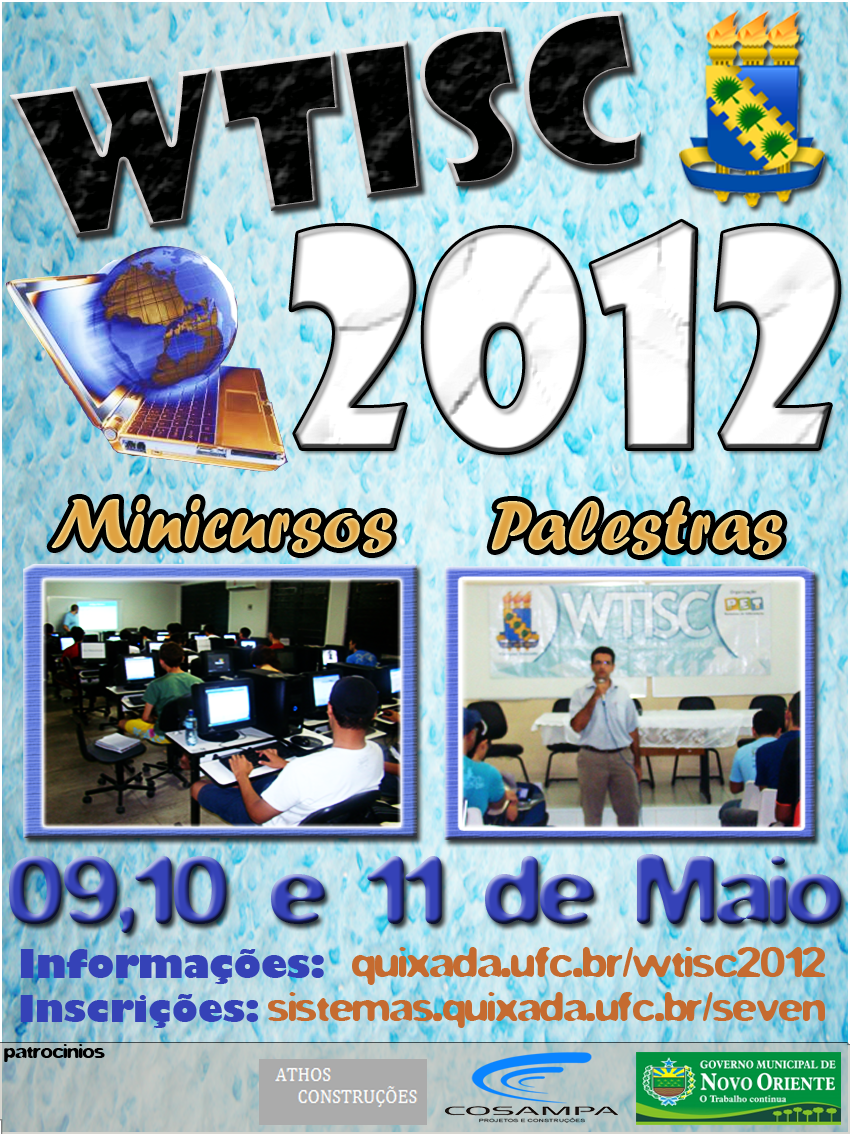 WTISC
2012
Minicursos
Palestras
WTISC
PET
09,10 e 11 de Maio
Informações: quixada.ufc.br/wtisc2012
Inscrições: sistemas.quixada.ufc.br/seven
patrocinios
ATHOS
CONSTRUÇÕES
COSAMPA
PROJETOS E CONSTRUÇÕES
GOVERNO MUNICIPAL DE
NOVO ORIENTE
O Trabalho continua